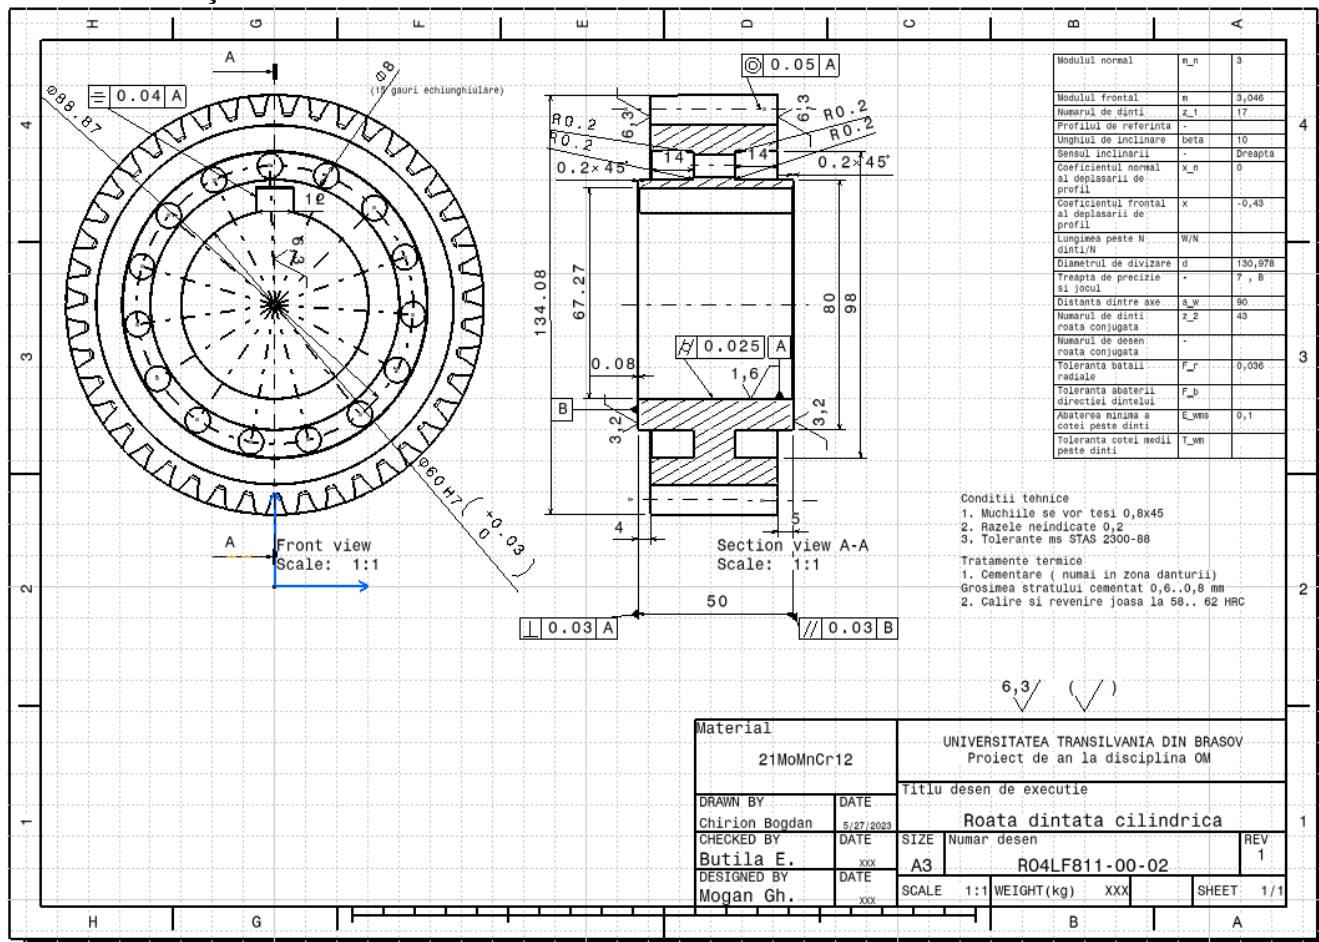 H G F E D C B A
A
⌀8
(15 gauri echiunghiulare)
0.04 A
⌀88.87
12
6,3
⌀60H7( +0.03 0 )
A
Front view
Scale: 1:1
0.05 A
6,3
6,3
R0.2
R0.2
R0.2
R0.2
14
14
0.2×45°
0.2×45°
134.08
67.27
80
98
0.025 A
0.08
1,6
B
3,2
3,2
4
5
Section view A-A
Scale: 1:1
50
0.03 A
0.03 B
Modulul normal m_n 3
Modulul frontal m 3,046
Numarul de dinti z_1 17
Profilul de referinta -
Unghiul de inclinare beta 10
Sensul inclinarii - Dreapta
Coeficientul normal x_n 0
al deplasarii de
profil
Coeficientul frontal x -0,43
al deplasarii de
profil
Lungimea peste N W/N
dinti/N
Diametrul de divizare d 130,978
Treapta de precizie - 7 , B
si jocul
Distanta dintre axe a_w 90
Numarul de dinti z_2 43
roata conjugata
Numarul de desen -
roata conjugata
Toleranta bataii F_r 0,036
radiale
Toleranta abaterii F_b
directiei dintelui
Abaterea minima a E_wms 0,1
cotei peste dinti
Toleranta cotei medii T_wm
peste dinti
Conditii tehnice
1. Muchiile se vor tesi 0,8x45
2. Razele neindicate 0,2
3. Tolerante ms STAS 2300-88
Tratamente termice
1. Cementare ( numai in zona danturii)
Grosimea stratului cementat 0,6..0,8 mm
2. Calire si revenire joasa la 58.. 62 HRC
6,3 ( )
4 4
3 3
2 2
1 1
Material
21MoMnCr12
UNIVERSITATEA TRANSILVANIA DIN BRASOV
Proiect de an la disciplina OM
Titlu desen de executie
Roata dintata cilindrica
DRAWN BY DATE
Chirion Bogdan 5/27/2023
CHECKED BY DATE
Butila E. XXX
DESIGNED BY DATE
Mogan Gh. XXX
SIZE Numar desen REV
A3 RO4LF811-00-02 1
SCALE 1:1 WEIGHT(kg) XXX SHEET 1/1
H G B A